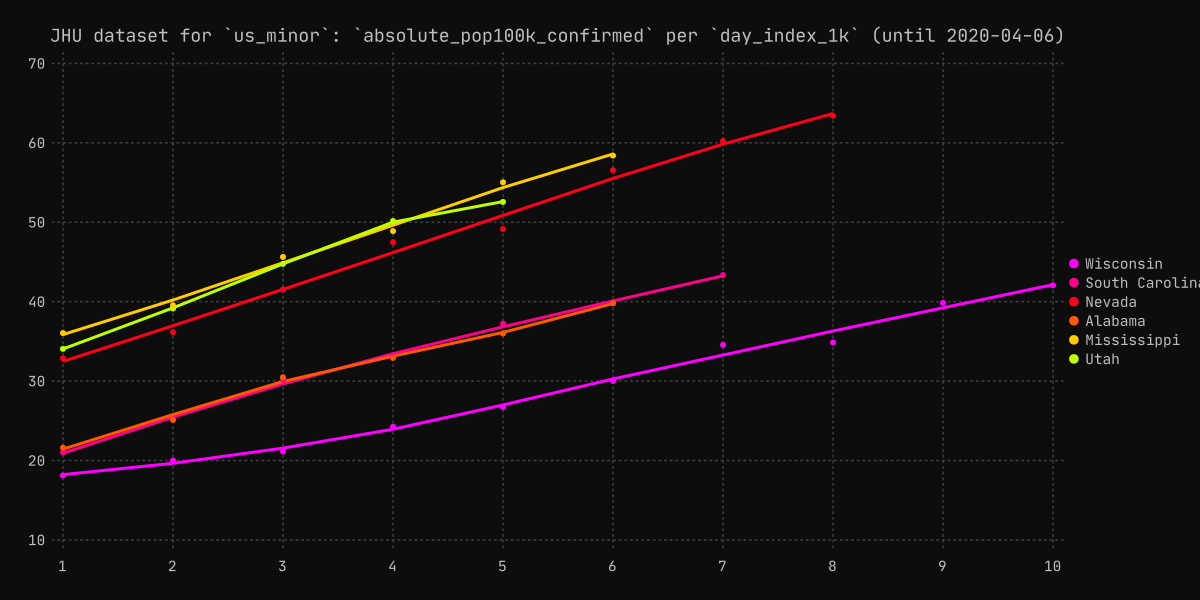 JHU dataset for `us_minor`: `absolute_pop100k_confirmed` per `day_index_1k` (until 2020-04-06)
70
60
50
40
30
20
10
1 2 3 4 5 6 7 8 9 10
Wisconsin
South Carolina
Nevada
Alabama
Mississippi
Utah